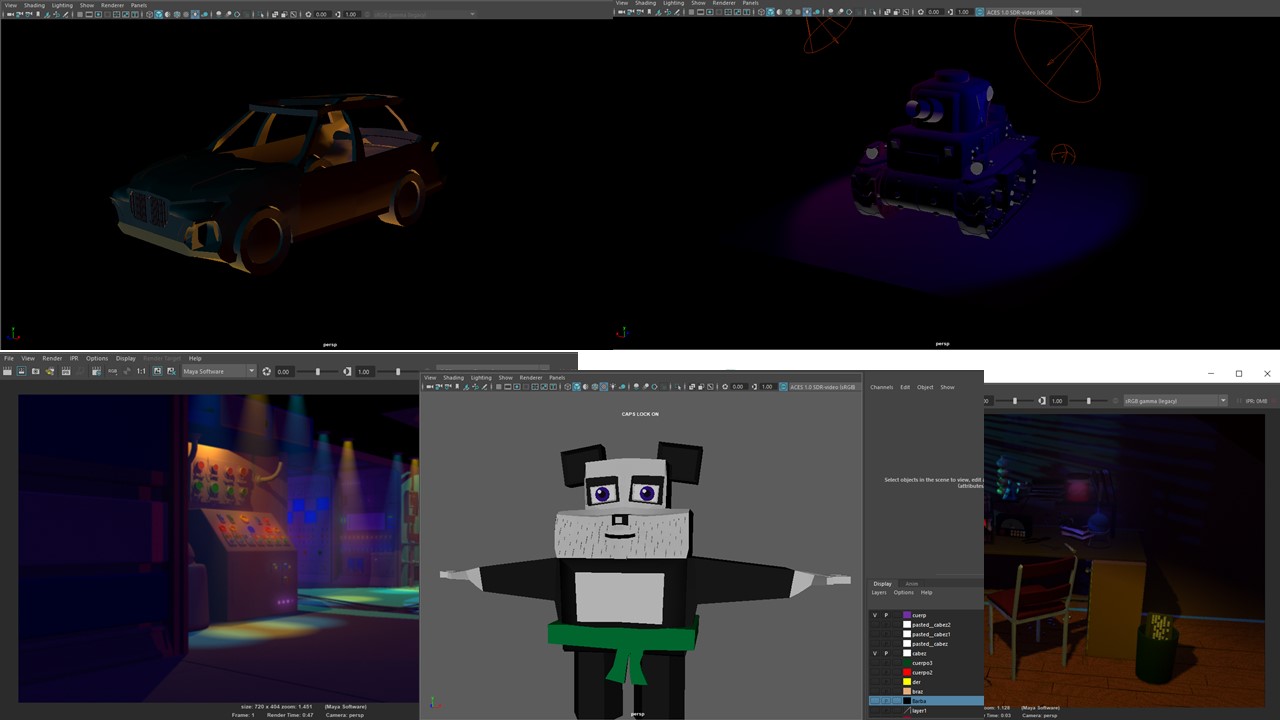 View Shading Lighting Show Renderer Panels
0.00 1.00
persp
View Shading Lighting Show Renderer Panels
0.00 1.00 ACES 1.0 SDR-video (sRGB)
persp
File View Render IPR Options Display Render Target Help
1:1 Maya Software 0.00 1.00
size: 720 x 404 zoom: 1.451 (Maya Software)
Frame: 1 Render Time: 0:47 Camera: persp
View Shading Lighting Show Renderer Panels
0.00 1.00 ACES 1.0 SDR-video (sRGB)
CAPS LOCK ON
persp
Channels Edit Object Show
Select objects in the scene to view, edit
(attributes
Display Anim
Layers Options Help
V P cuerp
pasted__cabez2
pasted__cabez1
pasted__cabez
V P cabez
cuerpo3
cuerpo2
der
braz
Barba
layer1
1.00 sRGB gamma (legacy) IPR: 0MB
1.128 (Maya Software)
0:03 Camera: persp